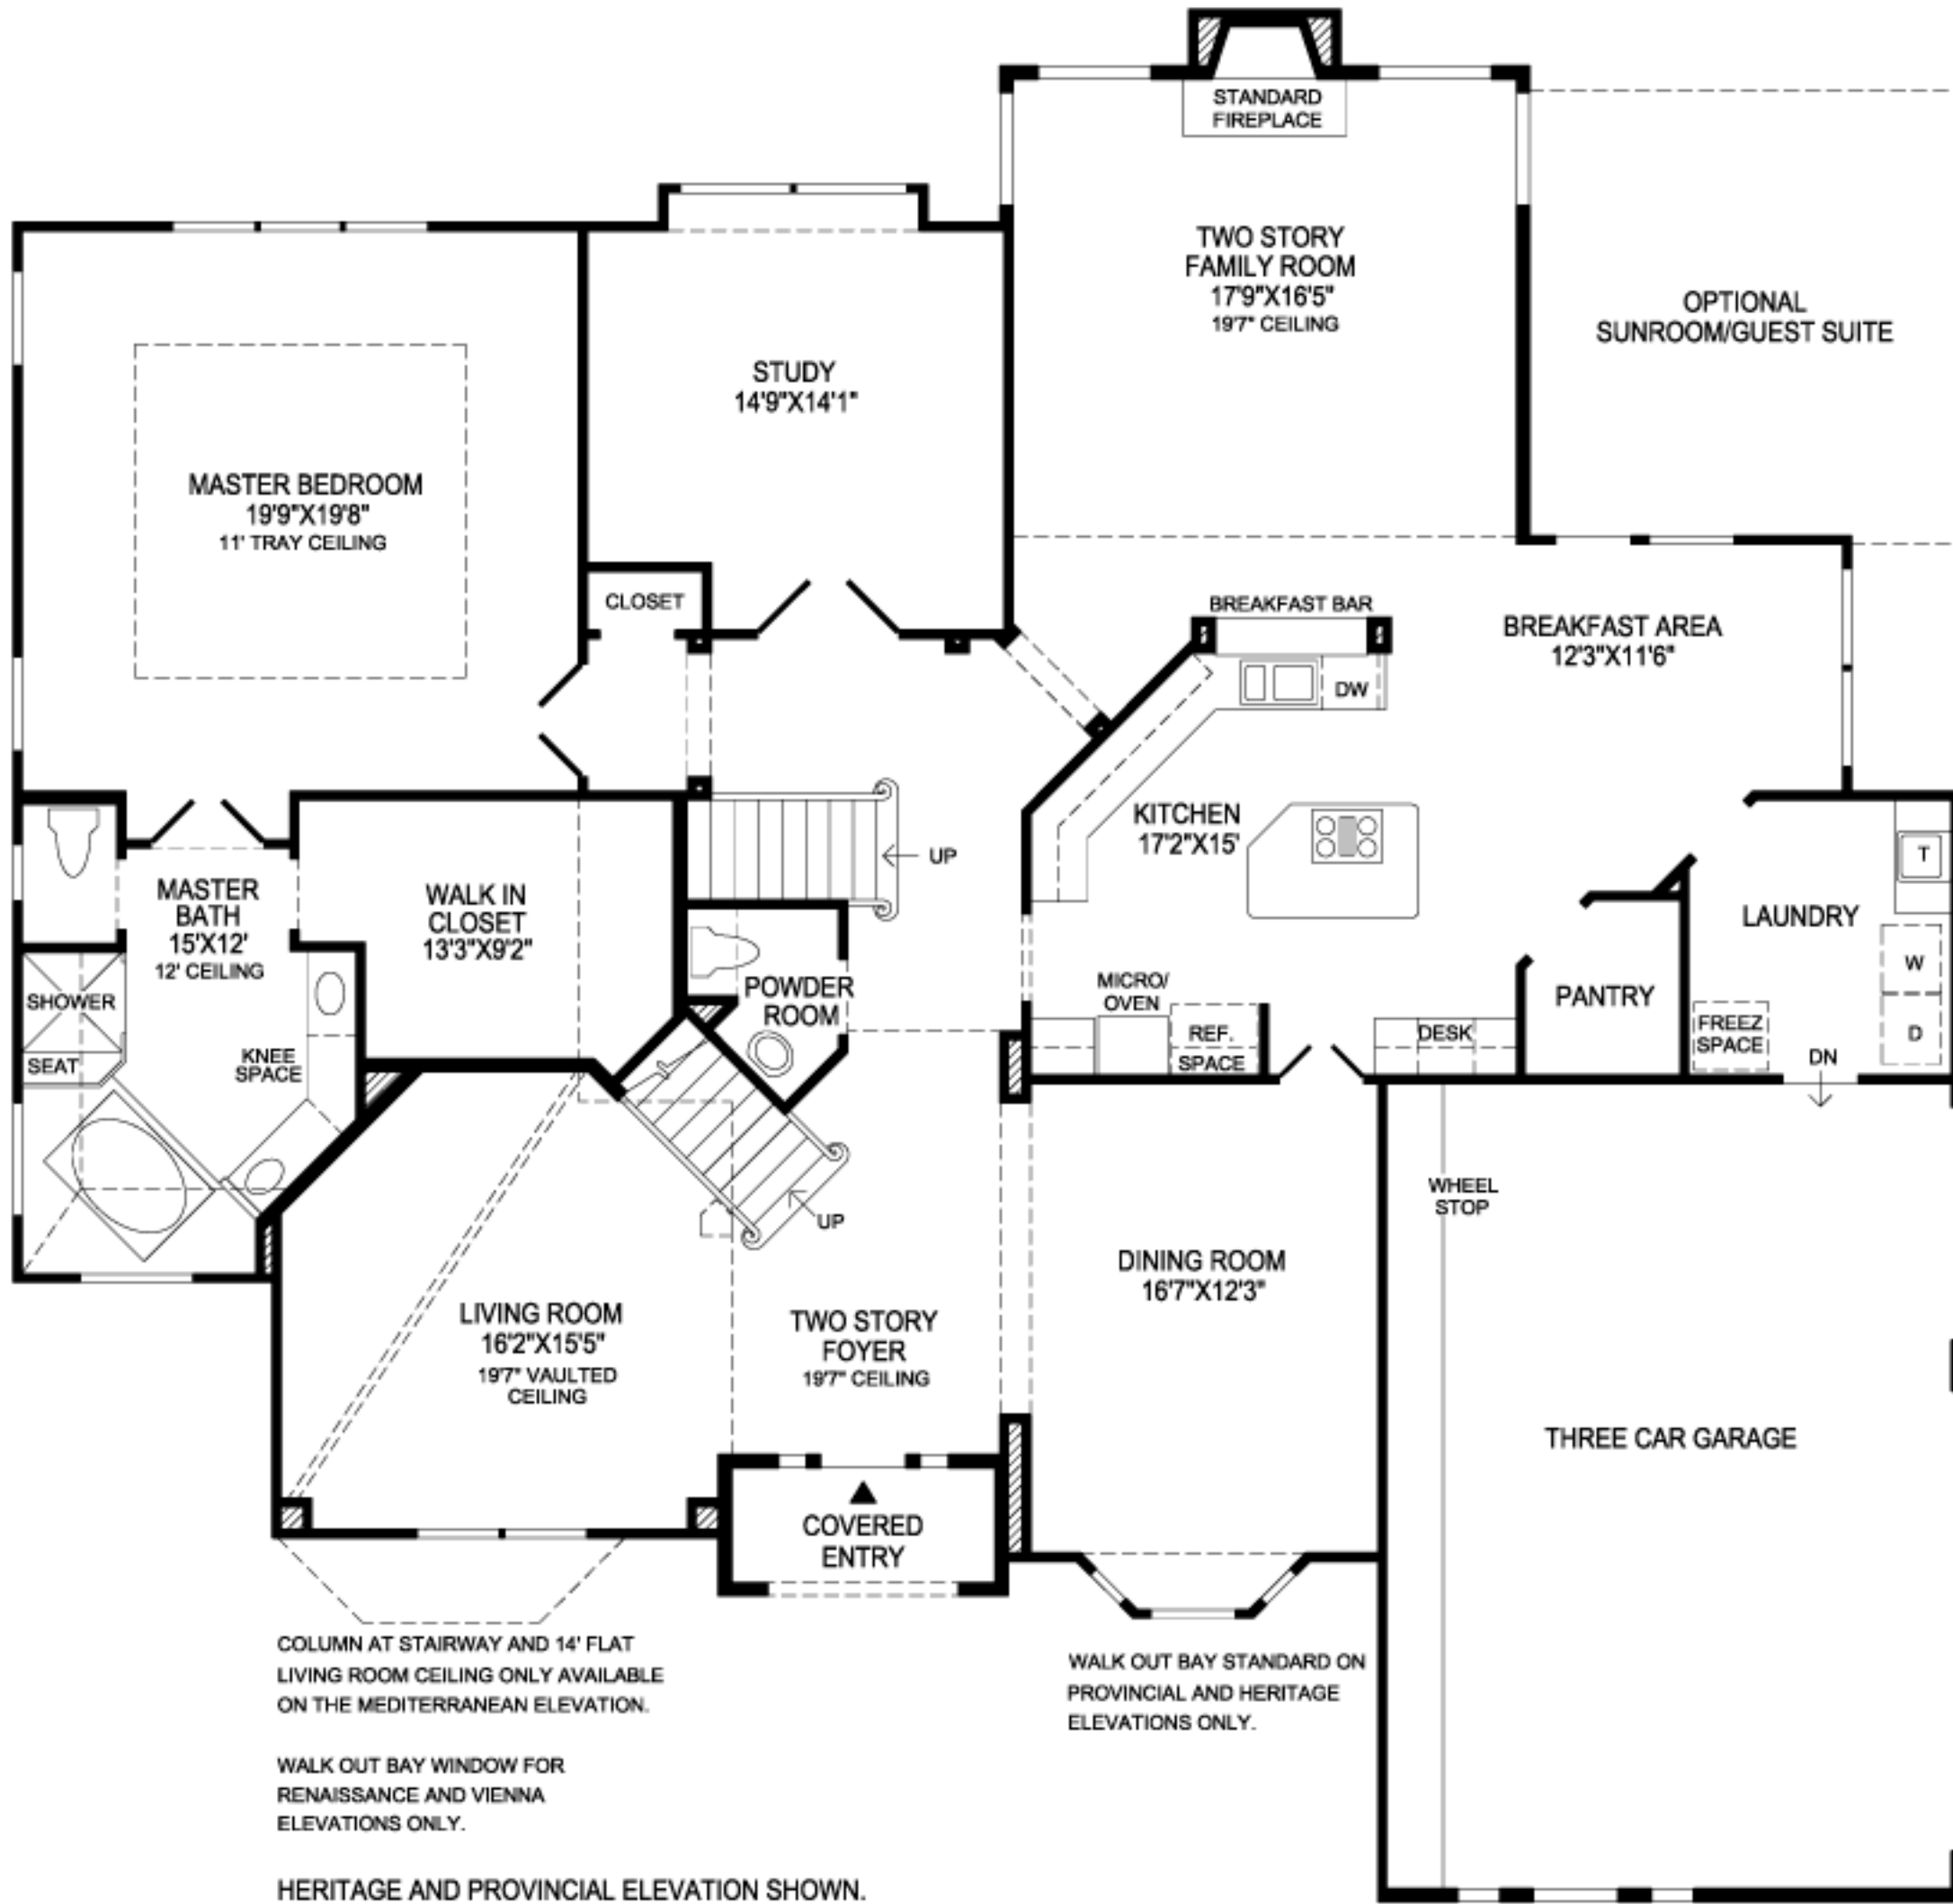 STANDARD
FIREPLACE
TWO STORY
FAMILY ROOM
17'9"X16'5"
19'7" CEILING
OPTIONAL
SUNROOM/GUEST SUITE
STUDY
14'9"X14'1"
MASTER BEDROOM
19'9"X19'8"
11' TRAY CEILING
CLOSET
BREAKFAST BAR
DW
BREAKFAST AREA
12'3"X11'6"
KITCHEN
17'2"X15'
UP
MASTER
BATH
15'X12'
12' CEILING
WALK IN
CLOSET
13'3"X9'2"
T
LAUNDRY
W
D
SHOWER
SEAT
KNEE
SPACE
POWDER
ROOM
MICRO/
OVEN
REF.
SPACE
DESK
PANTRY
FREEZ
SPACE
DN
UP
WHEEL
STOP
DINING ROOM
16'7"X12'3"
LIVING ROOM
16'2"X15'5"
19'7" VAULTED
CEILING
TWO STORY
FOYER
19'7" CEILING
THREE CAR GARAGE
COVERED
ENTRY
COLUMN AT STAIRWAY AND 14' FLAT
LIVING ROOM CEILING ONLY AVAILABLE
ON THE MEDITERRANEAN ELEVATION.
WALK OUT BAY STANDARD ON
PROVINCIAL AND HERITAGE
ELEVATIONS ONLY.
WALK OUT BAY WINDOW FOR
RENAISSANCE AND VIENNA
ELEVATIONS ONLY.
HERITAGE AND PROVINCIAL ELEVATION SHOWN.